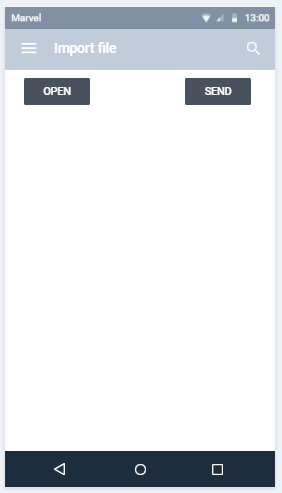 Marvel 13:00
Import file
OPEN SEND